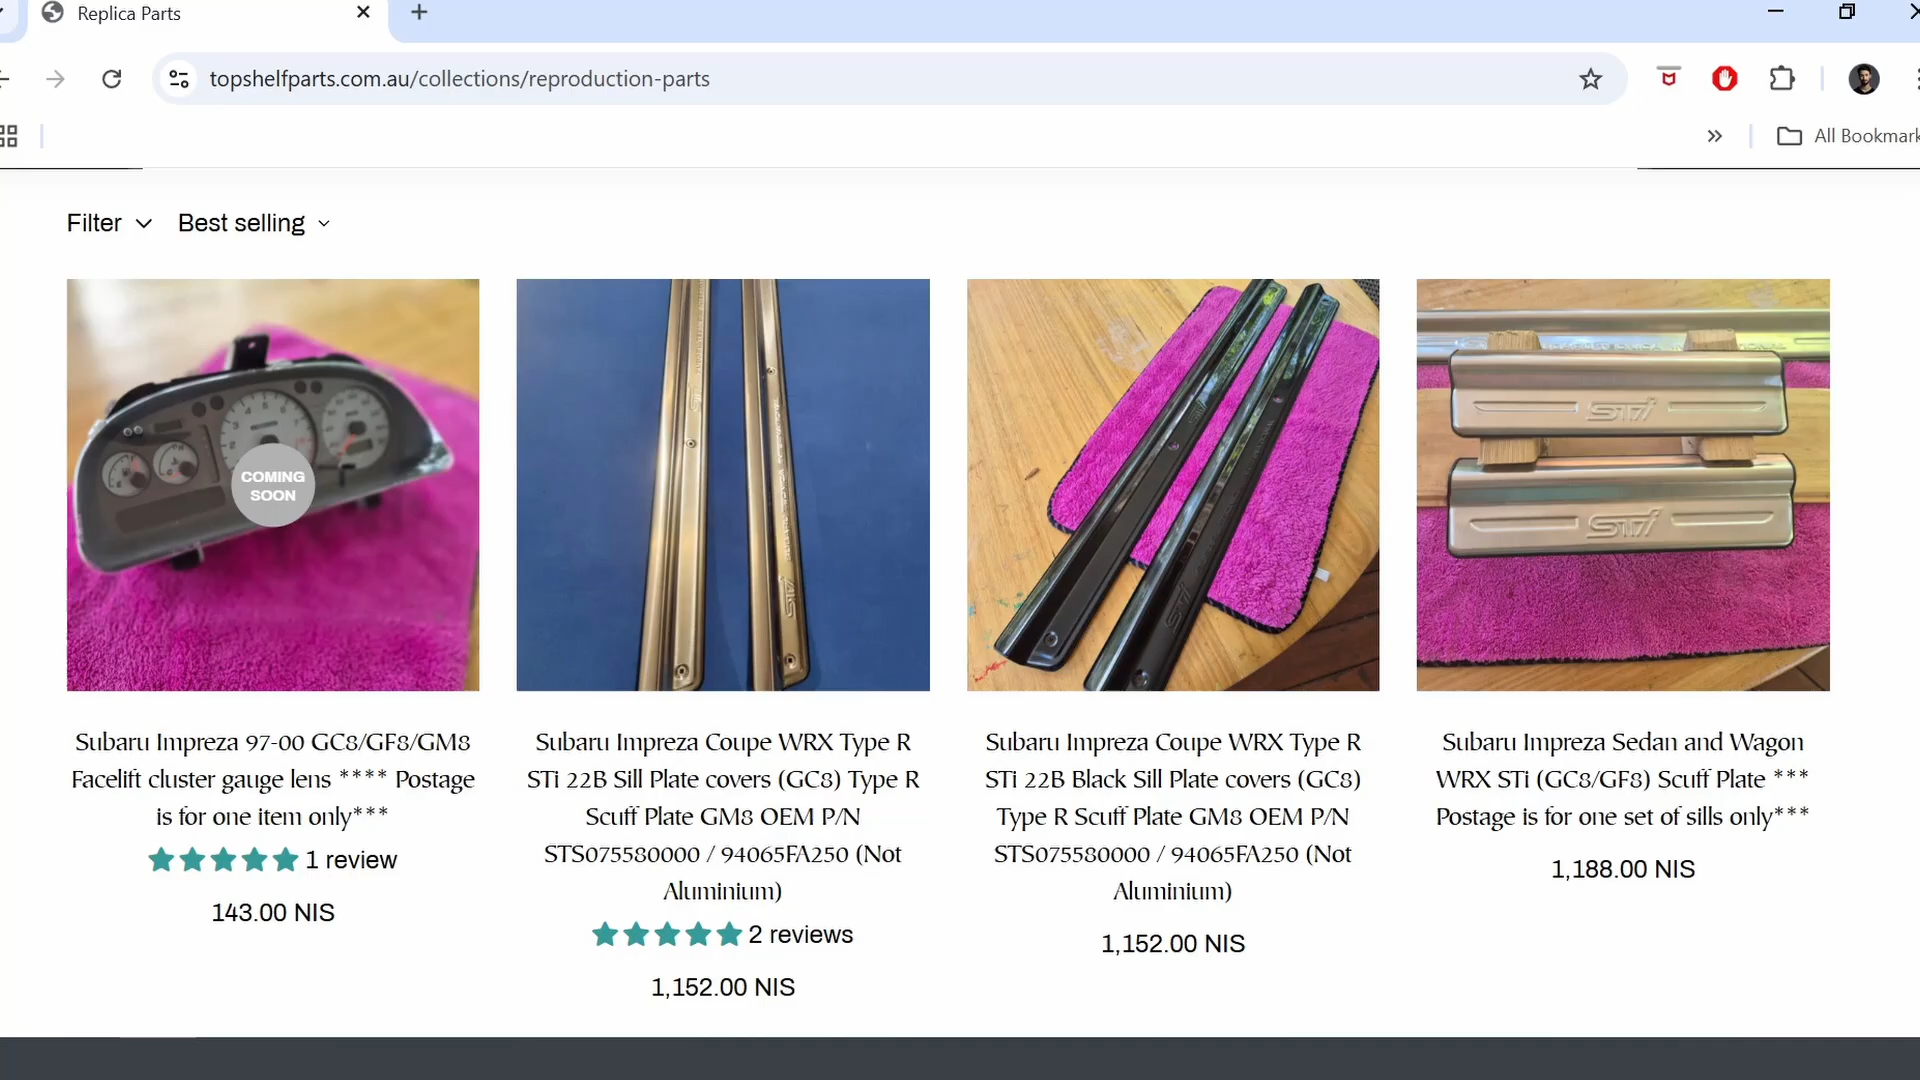 Replica Parts
topshelfparts.com.au/collections/reproduction-parts
All Bookmark
Filter
Best selling
COMING
SOON
STi
STi
STi
STi
STi
Subaru Impreza 97-00 GC8/GF8/GM8
Facelift cluster gauge lens **** Postage
is for one item only***
1 review
143.00 NIS
Subaru Impreza Coupe WRX Type R
STi 22B Sill Plate covers (GC8) Type R
Scuff Plate GM8 OEM P/N
STS075580000 / 94065FA250 (Not
Aluminium)
2 reviews
1,152.00 NIS
Subaru Impreza Coupe WRX Type R
STi 22B Black Sill Plate covers (GC8)
Type R Scuff Plate GM8 OEM P/N
STS075580000 / 94065FA250 (Not
Aluminium)
1,152.00 NIS
Subaru Impreza Sedan and Wagon
WRX STi (GC8/GF8) Scuff Plate ***
Postage is for one set of sills only***
1,188.00 NIS